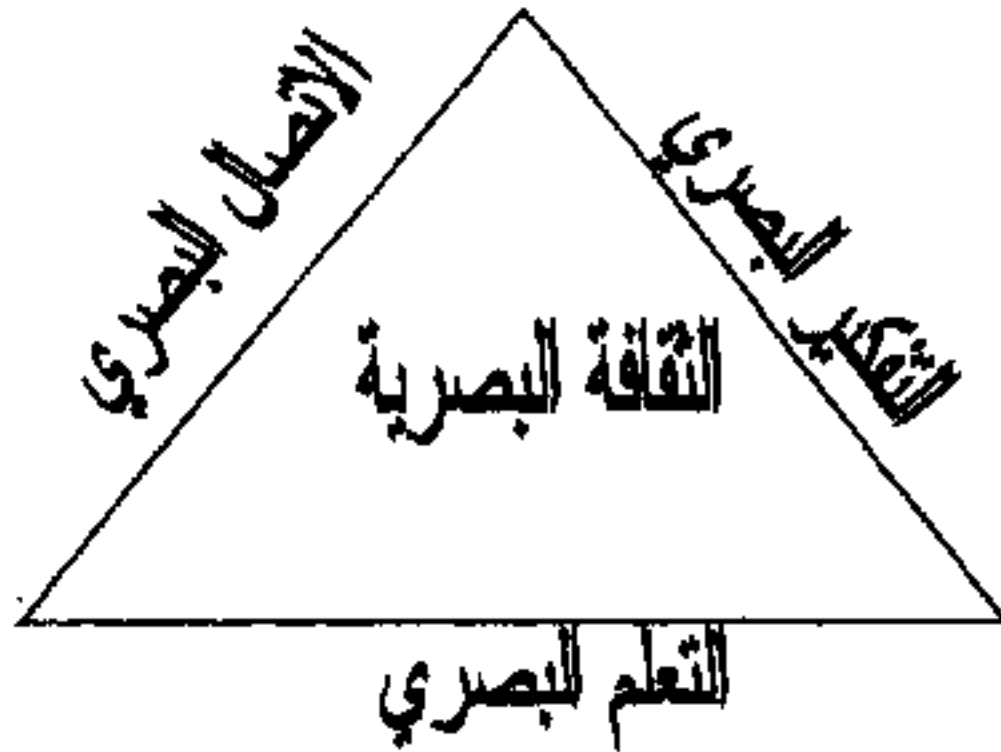 التفكير البصري
الاتصال البصري
الثقافة البصرية
التعلم البصري